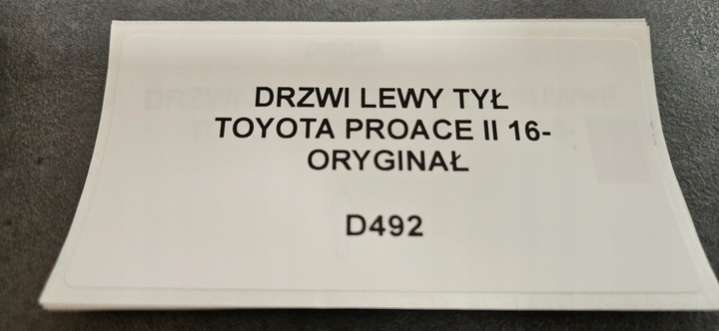 DRZWI LEWY TYŁ
TOYOTA PROACE II 16-
ORYGINAŁ
D492